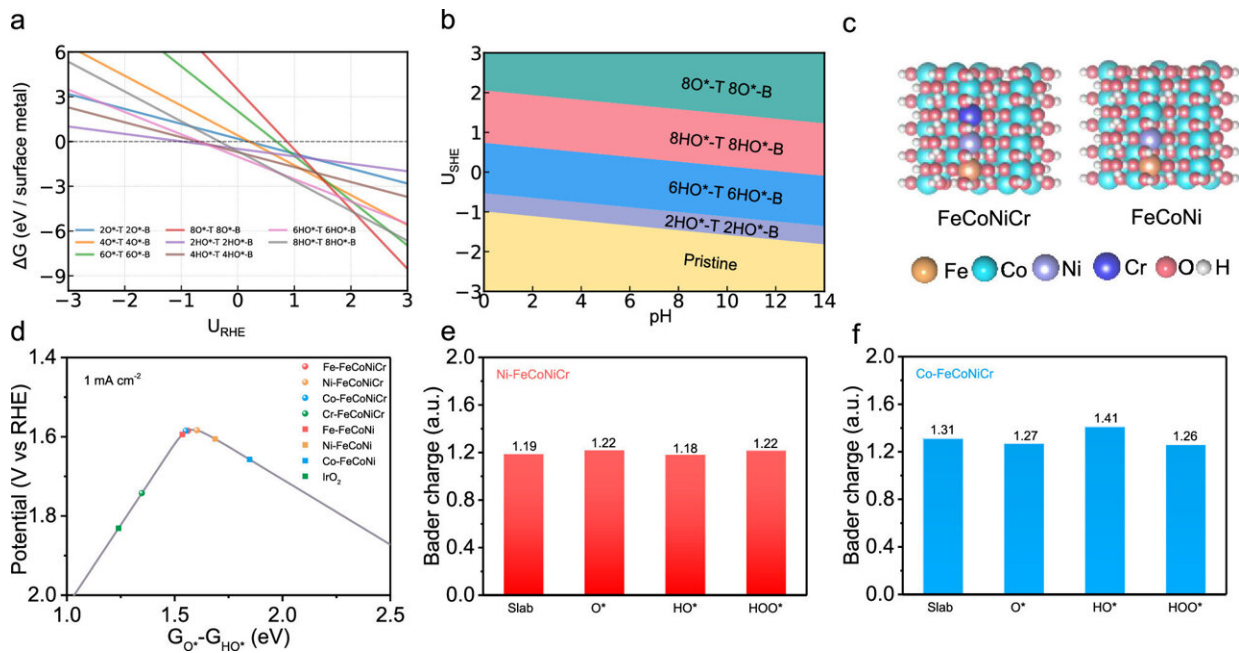 a
6
3
0
−3
−6
−9
ΔG (eV / surface metal)
2O*-T 2O*-B
4O*-T 4O*-B
6O*-T 6O*-B
8O*-T 8O*-B
2HO*-T 2HO*-B
4HO*-T 4HO*-B
6HO*-T 6HO*-B
8HO*-T 8HO*-B
−3 −2 −1 0 1 2 3
U_RHE
b
3
2
1
0
−1
−2
−3
U_SHE
8O*-T 8O*-B
8HO*-T 8HO*-B
6HO*-T 6HO*-B
2HO*-T 2HO*-B
Pristine
0 2 4 6 8 10 12 14
pH
c
FeCoNiCr FeCoNi
Fe Co Ni Cr O H
d
1.4
1.6
1.8
2.0
Potential (V vs RHE)
1 mA cm⁻²
Fe-FeCoNiCr
Ni-FeCoNiCr
Co-FeCoNiCr
Cr-FeCoNiCr
Fe-FeCoNi
Ni-FeCoNi
Co-FeCoNi
IrO₂
1.0 1.5 2.0 2.5
G_O*-G_HO* (eV)
e
2.0
1.6
1.2
0.8
0.4
0.0
Bader charge (a.u.)
Ni-FeCoNiCr
1.19 1.22 1.18 1.22
Slab O* HO* HOO*
f
2.0
1.6
1.2
0.8
0.4
0.0
Bader charge (a.u.)
Co-FeCoNiCr
1.31 1.27 1.41 1.26
Slab O* HO* HOO*